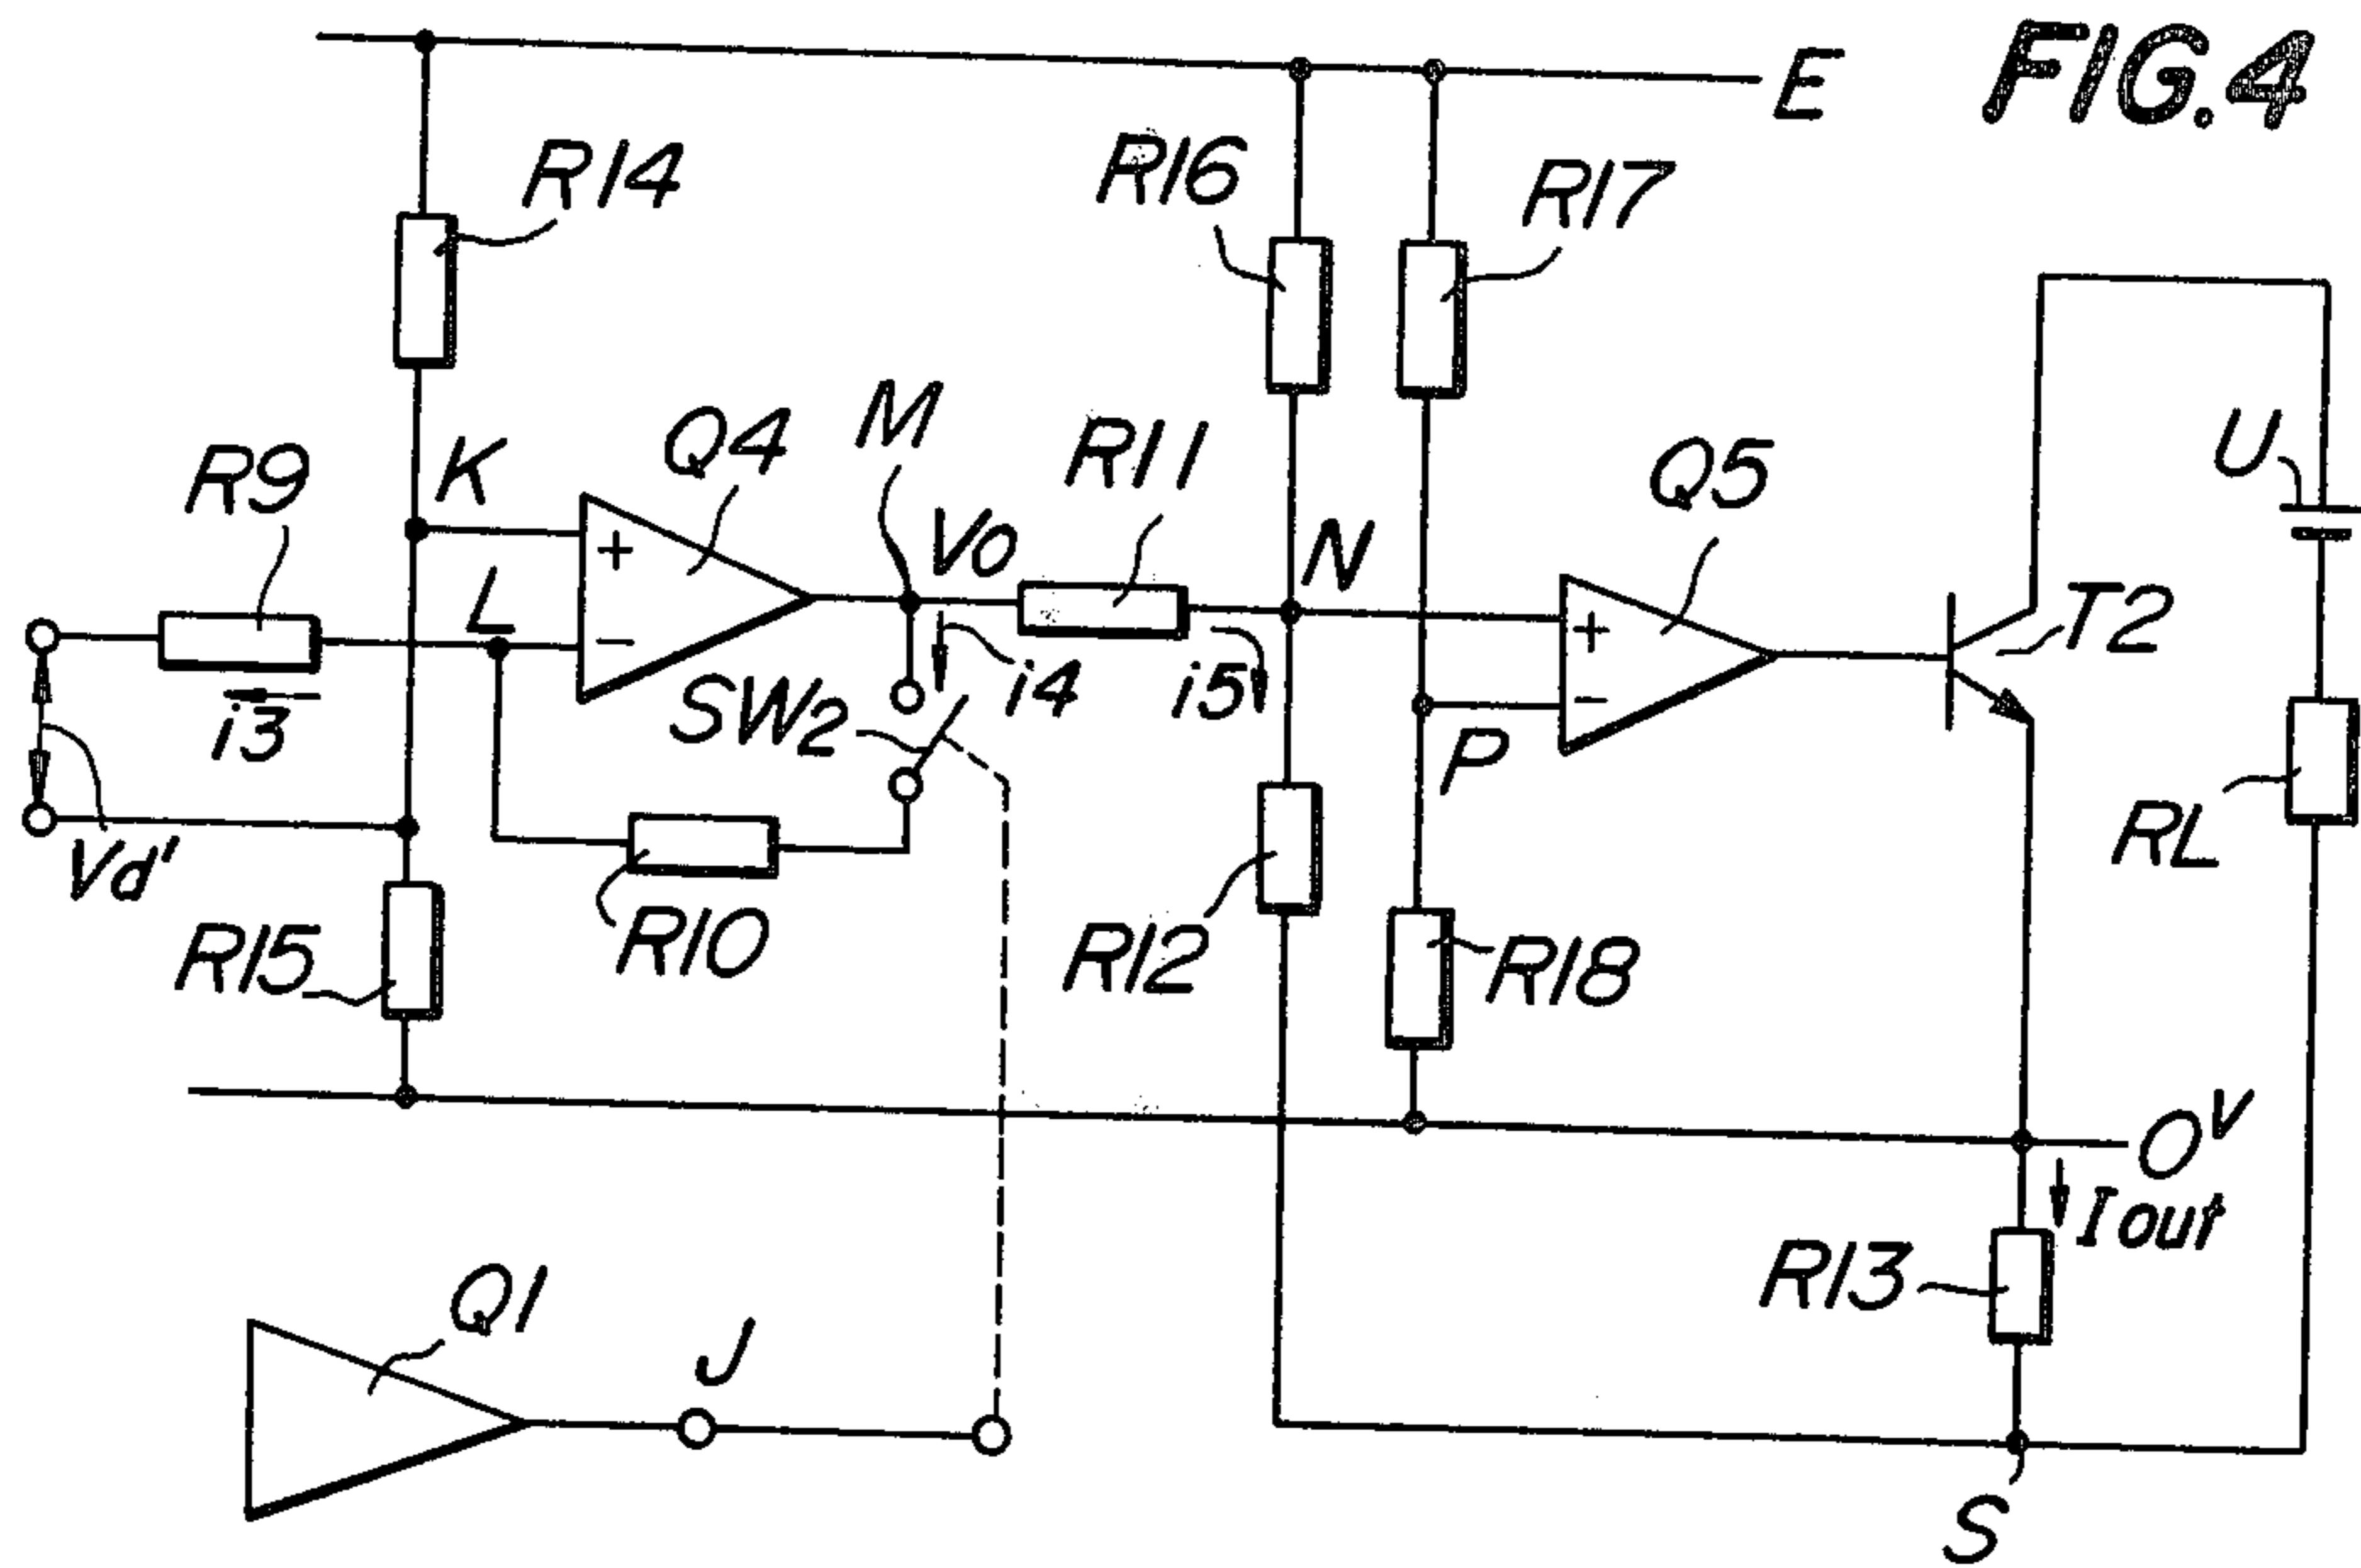 FIG.4
E
R14
R16
R17
R9
K
Q4
M
R11
Q5
U
L
+
−
Vo
N
+
−
T2
i3
SW2
i4
i5
P
Vd'
R10
R15
R12
R18
RL
0V
Iout
R13
Q1
J
S